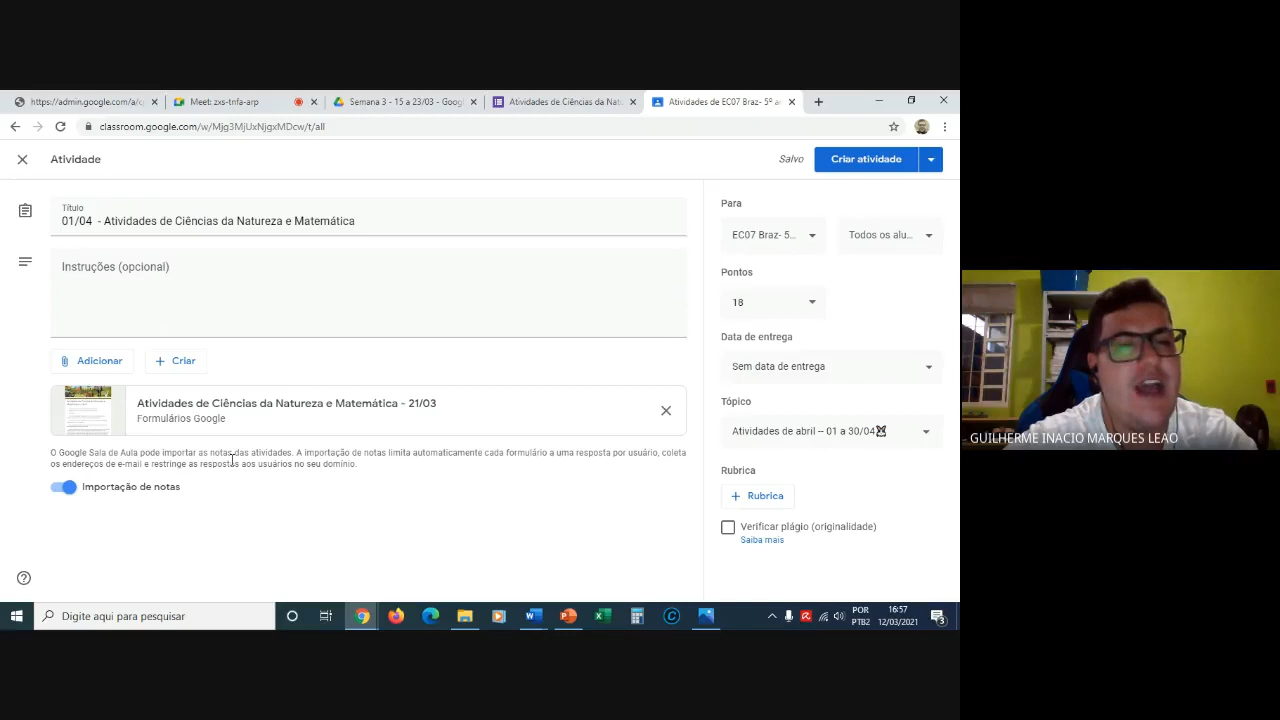 https://admin.google.com/a/c
Meet: zxs-tnfa-arp
Semana 3 - 15 a 23/03 - Goog
Atividades de Ciências da Natu
Atividades de EC07 Braz- 5º a
classroom.google.com/w/Mjg3MjUxNjgxMDcw/t/all
Atividade
Salvo
Criar atividade
Título
01/04 - Atividades de Ciências da Natureza e Matemática
Instruções (opcional)
Adicionar
Criar
Atividades de Ciências da Natureza e Matemática - 21/03
Formulários Google
O Google Sala de Aula pode importar as notas das atividades. A importação de notas limita automaticamente cada formulário a uma resposta por usuário, coleta
os endereços de e-mail e restringe as respostas aos usuários no seu domínio.
Importação de notas
Para
EC07 Braz- 5...
Todos os alu...
Pontos
18
Data de entrega
Sem data de entrega
Tópico
Atividades de abril -- 01 a 30/04
Rubrica
Rubrica
Verificar plágio (originalidade)
Saiba mais
GUILHERME INACIO MARQUES LEAO
Digite aqui para pesquisar
POR
PTB2
16:57
12/03/2021
3